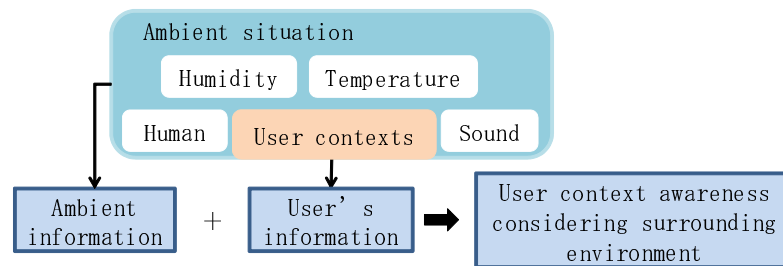 Ambient situation
Humidity
Temperature
Human
User contexts
Sound
Ambient
information
+
User's
information
User context awareness
considering surrounding
environment